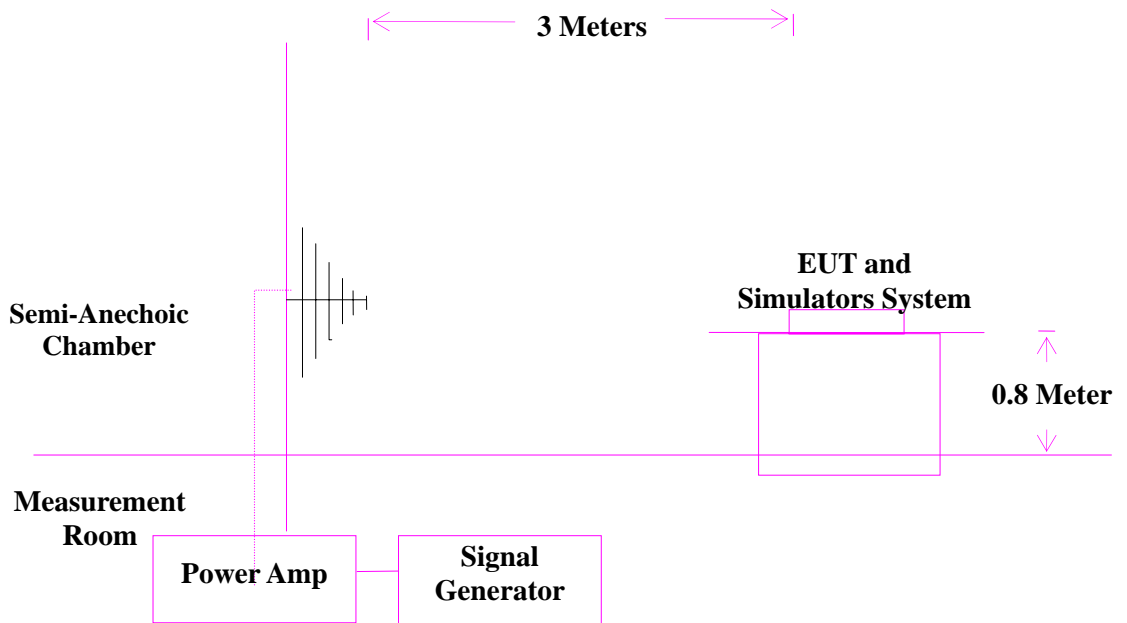 3 Meters
EUT and
Simulators System
Semi-Anechoic
Chamber
0.8 Meter
Measurement
Room
Power Amp
Signal
Generator